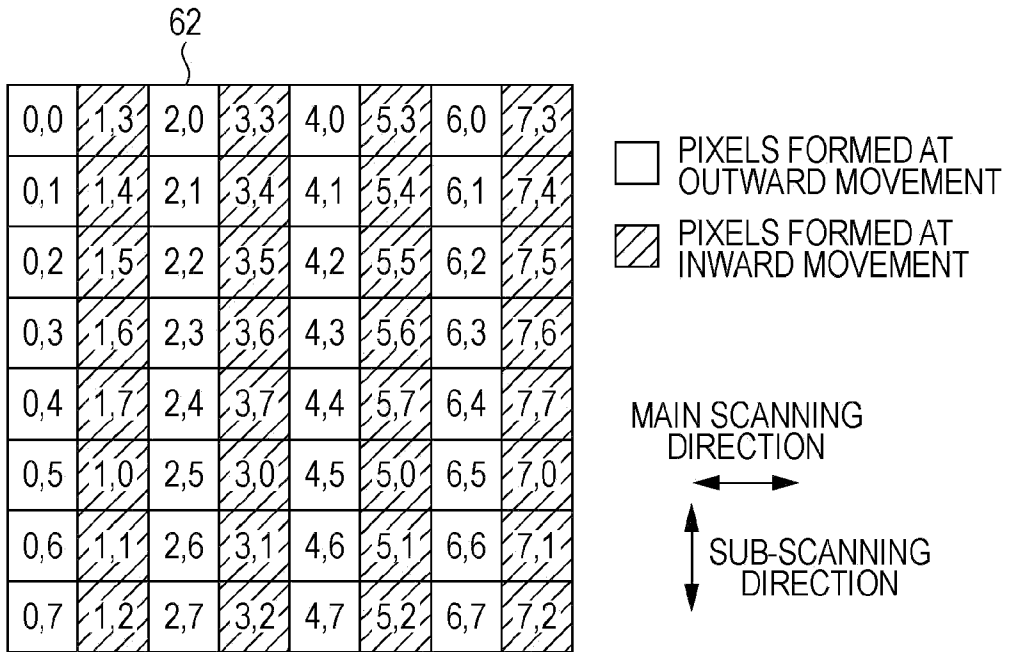 62
0,0 1,3 2,0 3,3 4,0 5,3 6,0 7,3
0,1 1,4 2,1 3,4 4,1 5,4 6,1 7,4
0,2 1,5 2,2 3,5 4,2 5,5 6,2 7,5
0,3 1,6 2,3 3,6 4,3 5,6 6,3 7,6
0,4 1,7 2,4 3,7 4,4 5,7 6,4 7,7
0,5 1,0 2,5 3,0 4,5 5,0 6,5 7,0
0,6 1,1 2,6 3,1 4,6 5,1 6,6 7,1
0,7 1,2 2,7 3,2 4,7 5,2 6,7 7,2
PIXELS FORMED AT
OUTWARD MOVEMENT
PIXELS FORMED AT
INWARD MOVEMENT
MAIN SCANNING
DIRECTION
SUB-SCANNING
DIRECTION